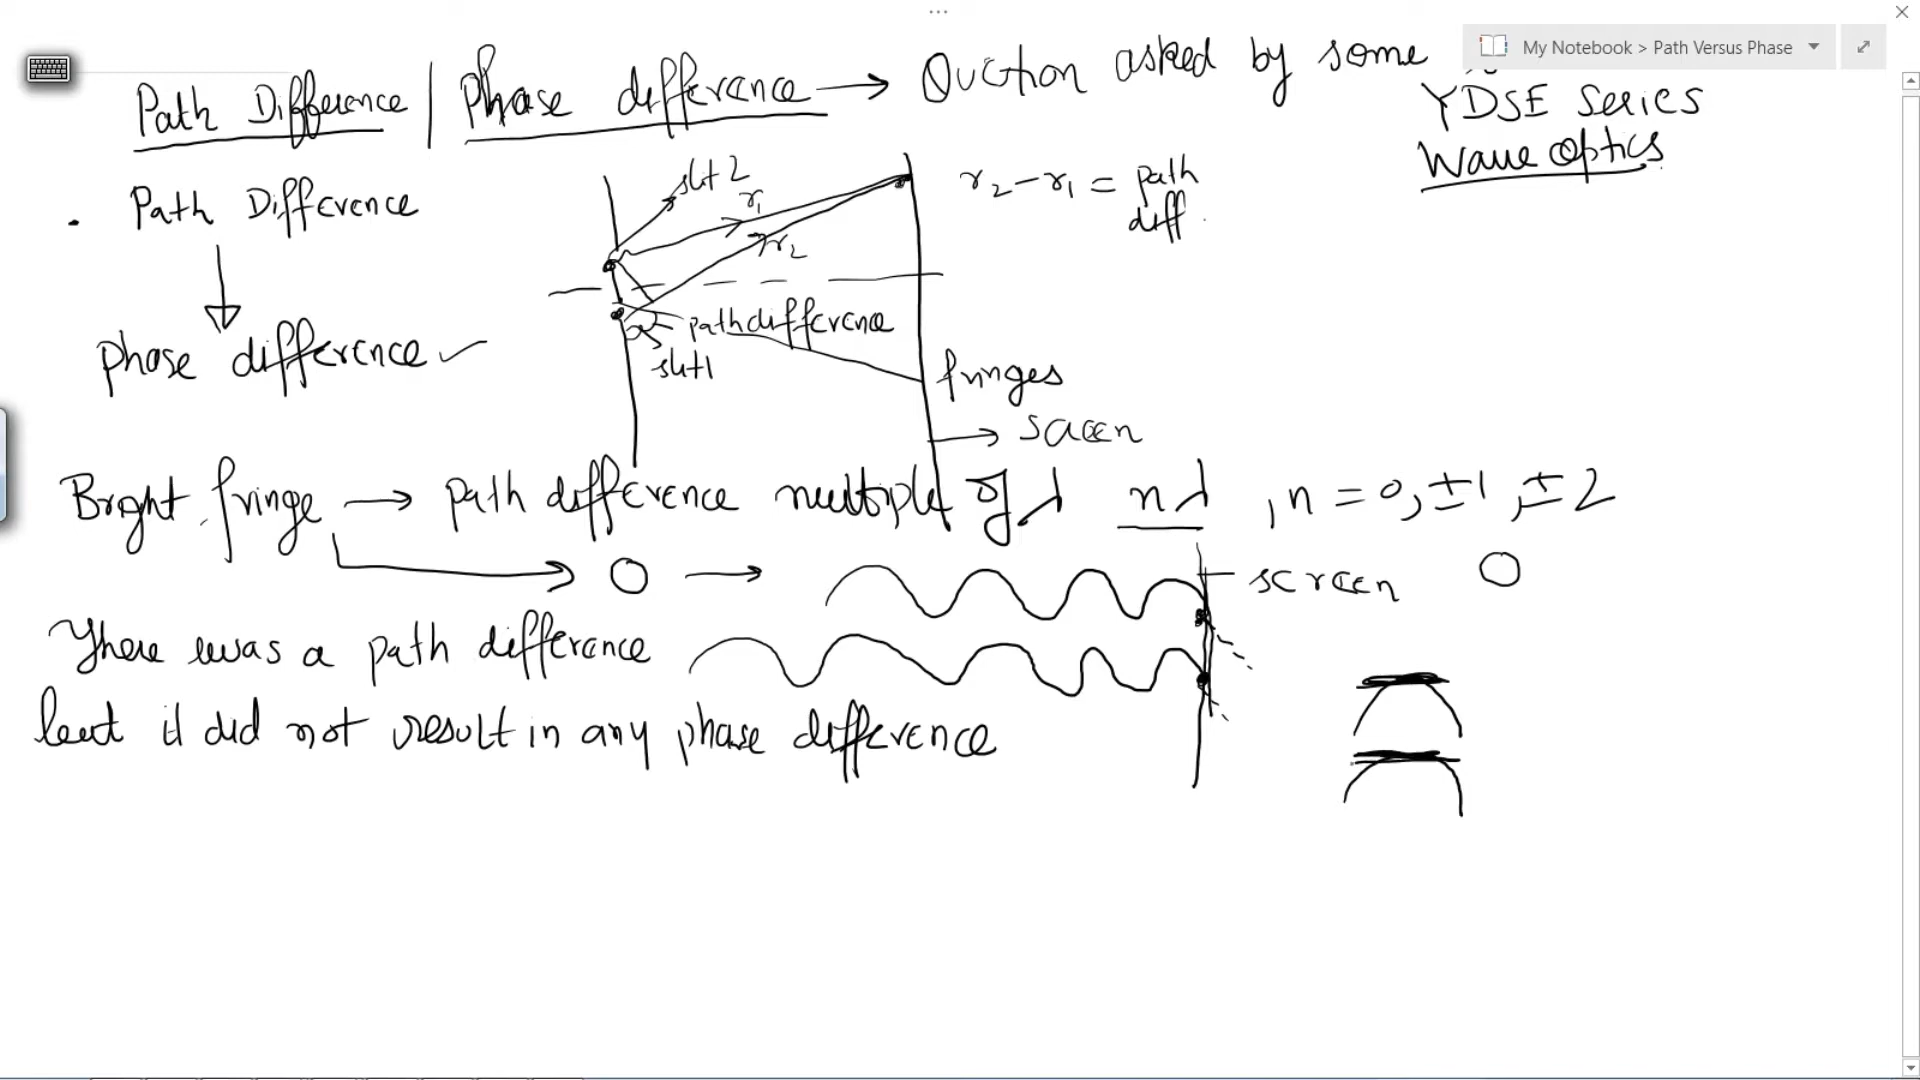 My Notebook > Path Versus Phase
Path Difference | Phase difference → Quction asked by some
YDSE Series
Wave Optics
. Path Difference
↓
Phase difference ✓
slit 2
r₁
r₂
r₂ - r₁ = path
diff.
path difference
slit 1
fringes
→ Screen
Bright fringe → path difference multiple of λ nλ , n = 0, ±1, ±2
→ 0 → screen 0
There was a path difference
but it did not result in any phase difference